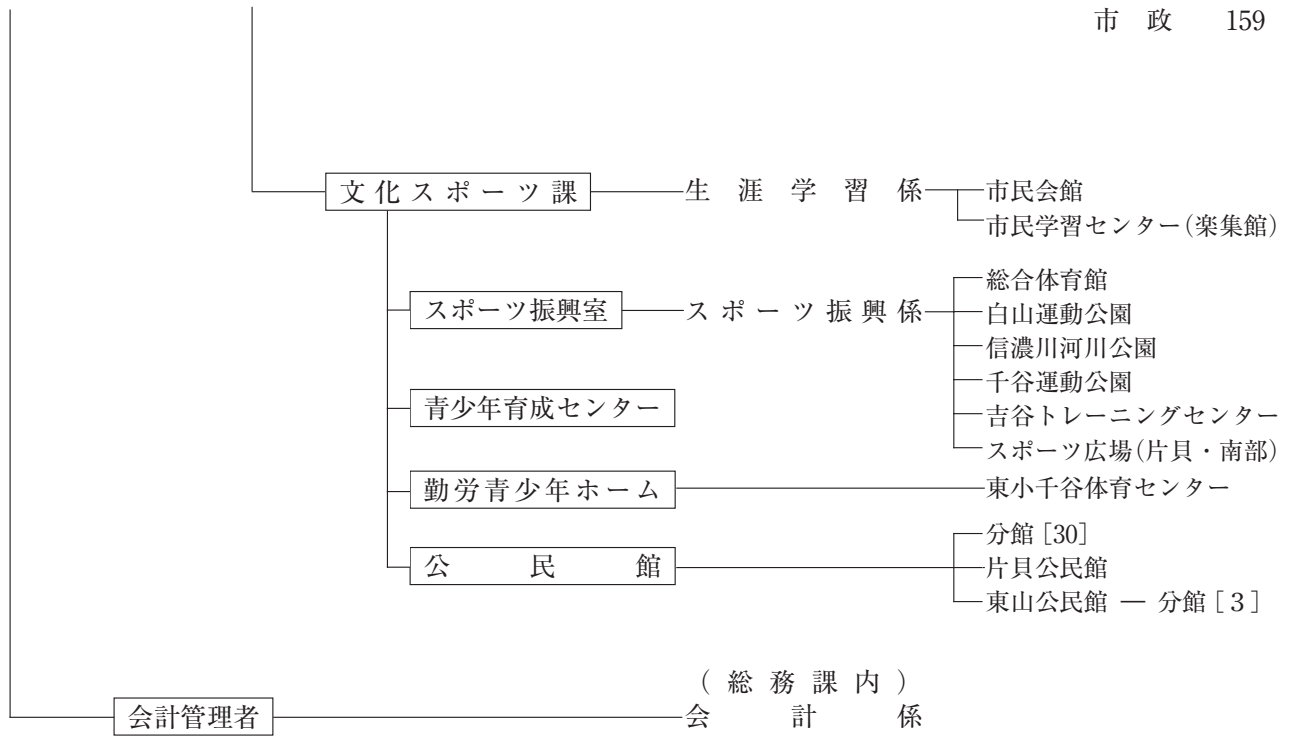 市政 159
文化スポーツ課 生涯学習係 市民会館
市民学習センター(楽集館)
総合体育館
スポーツ振興室 スポーツ振興係 白山運動公園
信濃川河川公園
千谷運動公園
青少年育成センター 吉谷トレーニングセンター
スポーツ広場(片貝・南部)
勤労青少年ホーム 東小千谷体育センター
分館[30]
公民館 片貝公民館
東山公民館 ― 分館[3]
(総務課内)
会計管理者 会計係